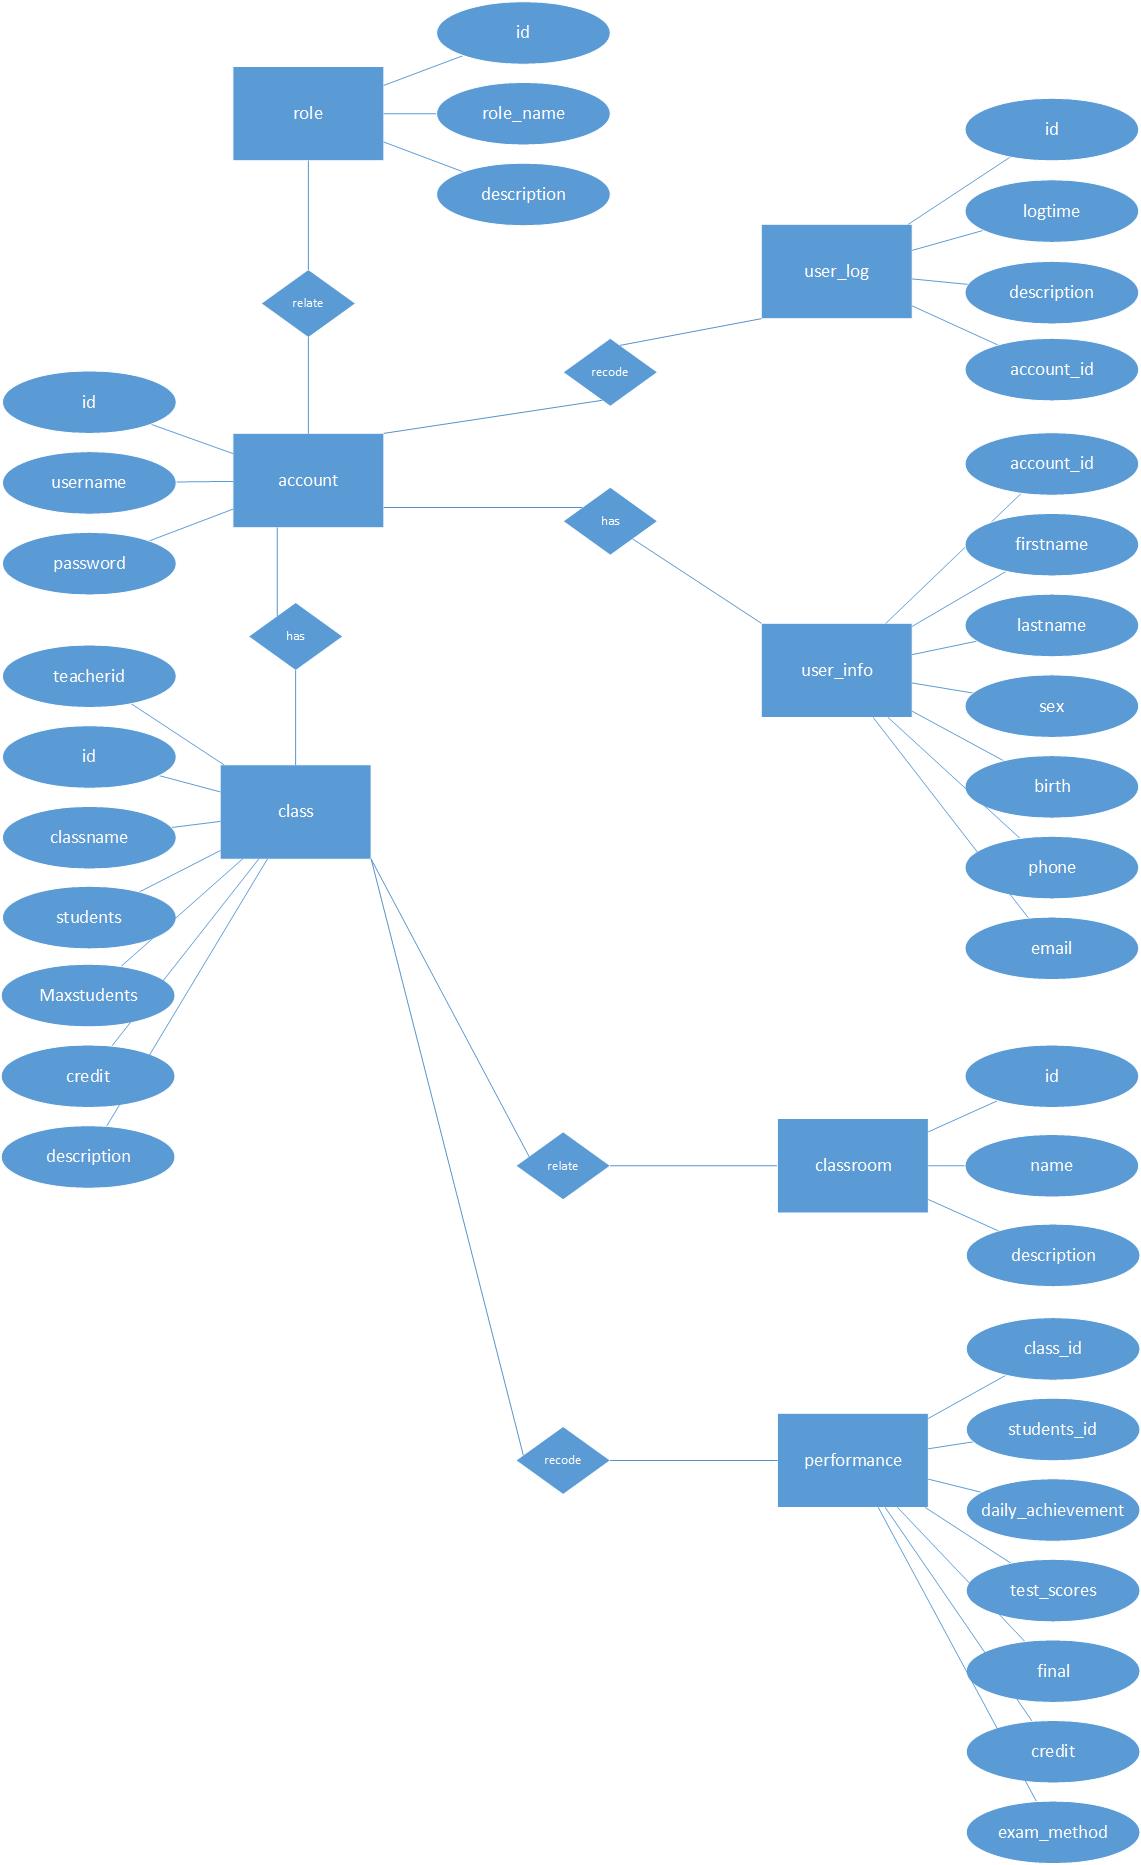 id
role
role_name
description
id
logtime
user_log
description
relate
account_id
recode
id
account_id
username
account
has
firstname
password
lastname
has
user_info
teacherid
sex
id
birth
class
classname
phone
students
email
Maxstudents
credit
id
description
relate
classroom
name
description
class_id
students_id
recode
performance
daily_achievement
test_scores
final
credit
exam_method